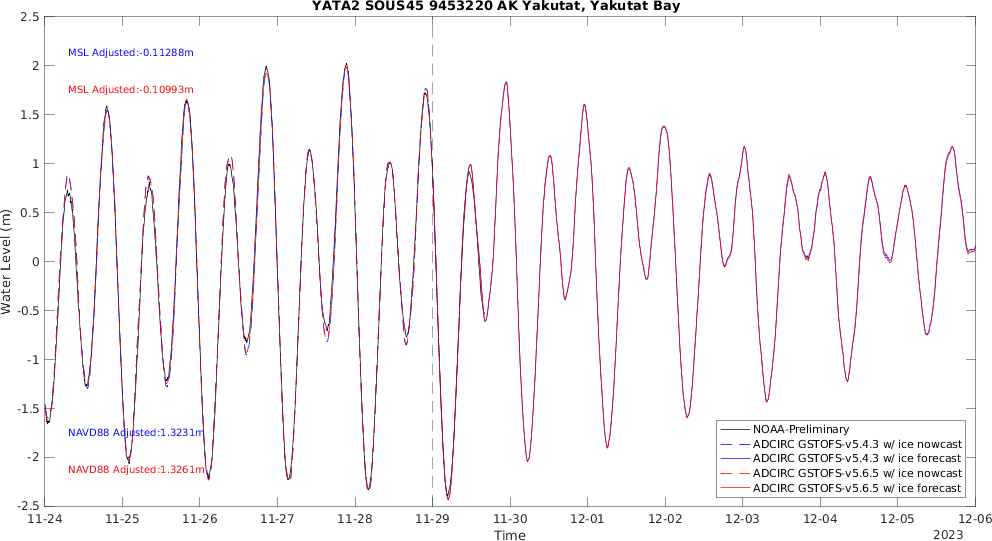 YATA2 SOUS45 9453220 AK Yakutat, Yakutat Bay
2.5
2
1.5
1
0.5
0
-0.5
-1
-1.5
-2
-2.5
Water Level (m)
MSL Adjusted:-0.11288m
MSL Adjusted:-0.10993m
NAVD88 Adjusted:1.3231m
NAVD88 Adjusted:1.3261m
NOAA-Preliminary
ADCIRC GSTOFS-v5.4.3 w/ ice nowcast
ADCIRC GSTOFS-v5.4.3 w/ ice forecast
ADCIRC GSTOFS-v5.6.5 w/ ice nowcast
ADCIRC GSTOFS-v5.6.5 w/ ice forecast
11-24 11-25 11-26 11-27 11-28 11-29 11-30 12-01 12-02 12-03 12-04 12-05 12-06
Time
2023